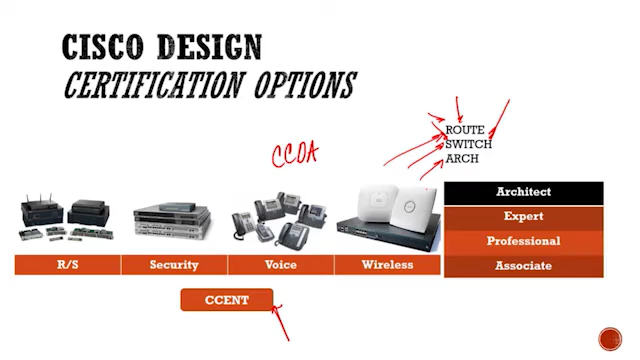 CISCO DESIGN
CERTIFICATION OPTIONS
ROUTE
SWITCH
ARCH
CCDA
Architect
Expert
Professional
Associate
R/S
Security
Voice
Wireless
CCENT